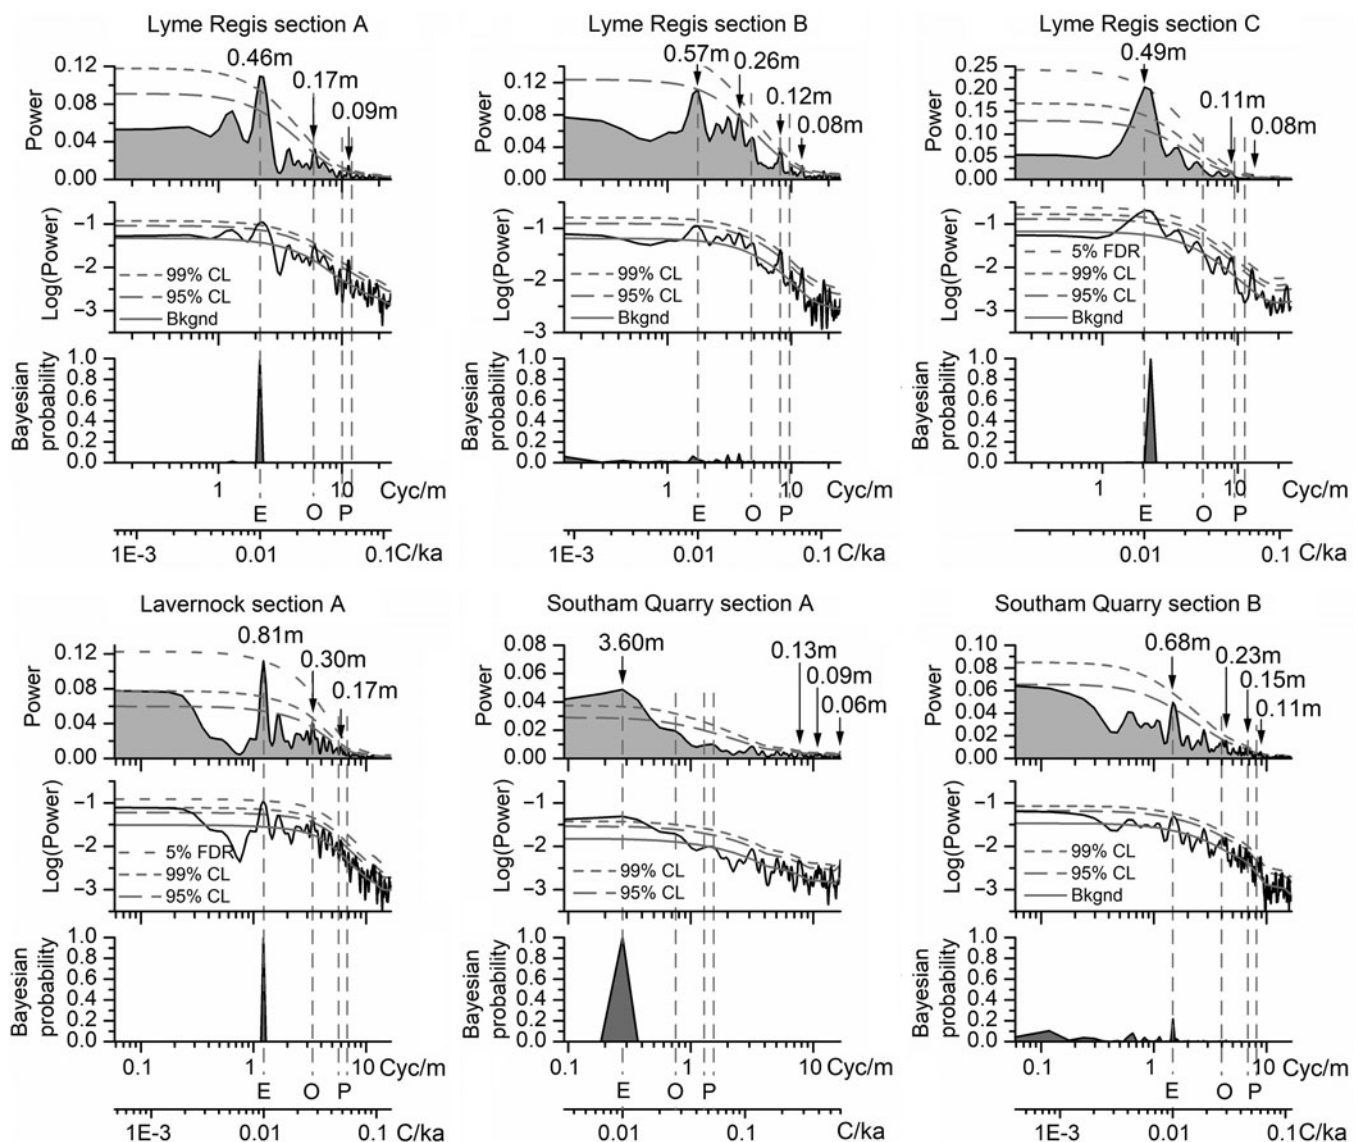 Lyme Regis section A
0.46m
0.17m
0.09m
Power
0.12
0.08
0.04
0.00
Log(Power)
−1
−2
−3
99% CL
95% CL
Bkgnd
Bayesian
probability
1.0
0.8
0.6
0.4
0.2
0.0
1 10 Cyc/m
E O P
1E-3 0.01 0.1 C/ka
Lyme Regis section B
0.57m
0.26m
0.12m
0.08m
Power
0.12
0.08
0.04
0.00
Log(Power)
−1
−2
−3
99% CL
95% CL
Bkgnd
Bayesian
probability
1.0
0.8
0.6
0.4
0.2
0.0
1 10 Cyc/m
E O P
1E-3 0.01 0.1 C/ka
Lyme Regis section C
0.49m
0.11m
0.08m
Power
0.25
0.20
0.15
0.10
0.05
0.00
Log(Power)
−1
−2
−3
5% FDR
99% CL
95% CL
Bkgnd
Bayesian
probability
1.0
0.8
0.6
0.4
0.2
0.0
1 10 Cyc/m
E O P
0.01 0.1 C/ka
Lavernock section A
0.81m
0.30m
0.17m
Power
0.12
0.08
0.04
0.00
Log(Power)
−1
−2
−3
5% FDR
99% CL
95% CL
Bayesian
probability
1.0
0.8
0.6
0.4
0.2
0.0
0.1 1 10 Cyc/m
E O P
1E-3 0.01 0.1 C/ka
Southam Quarry section A
3.60m
0.13m
0.09m
0.06m
Power
0.08
0.06
0.04
0.02
0.00
Log(Power)
−1
−2
−3
99% CL
95% CL
Bayesian
probability
1.0
0.8
0.6
0.4
0.2
0.0
0.1 1 10 Cyc/m
E O P
0.01 0.1 C/ka
Southam Quarry section B
0.68m
0.23m
0.15m
0.11m
Power
0.10
0.08
0.06
0.04
0.02
0.00
Log(Power)
−1
−2
−3
99% CL
95% CL
Bkgnd
Bayesian
probability
1.0
0.8
0.6
0.4
0.2
0.0
0.1 1 10 Cyc/m
E O P
1E-3 0.01 0.1 C/ka